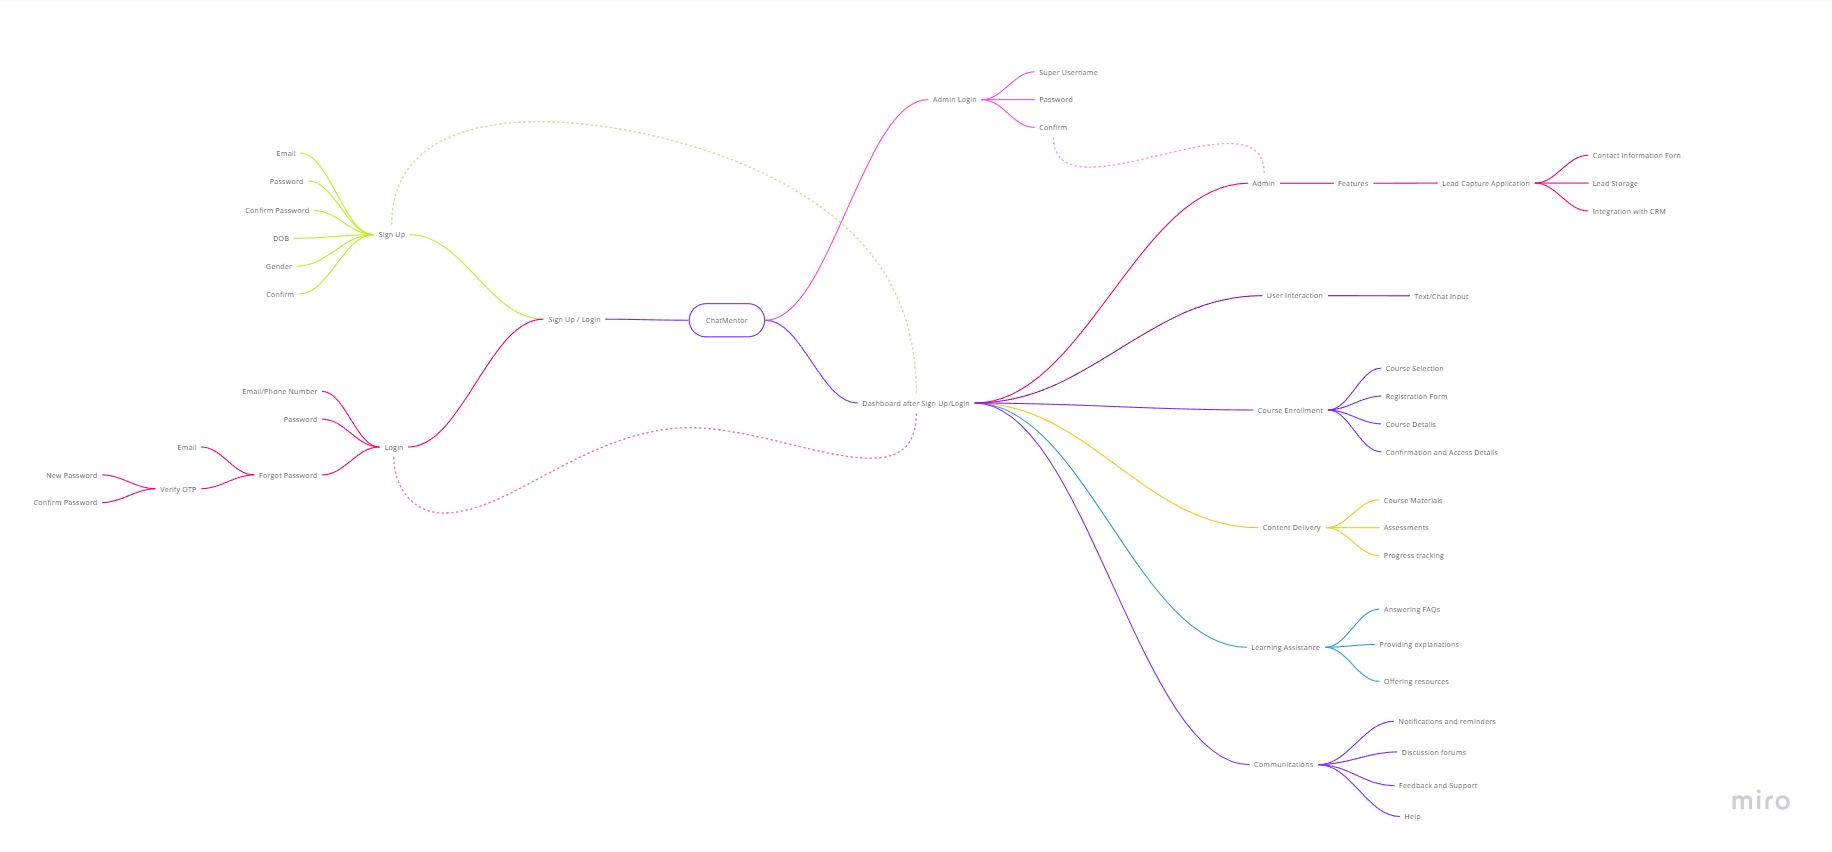 ChatMentor
Sign Up / Login
Sign Up
Email
Password
Confirm Password
DOB
Gender
Confirm
Login
Email/Phone Number
Password
Forgot Password
Email
Verify OTP
New Password
Confirm Password
Admin Login
Super Username
Password
Confirm
Dashboard after Sign Up/Login
Admin
Features
Lead Capture Application
Contact Information Forn
Lead Storage
Integration with CRM
User Interaction
Text/Chat Input
Course Enrollment
Course Selection
Registration Form
Course Details
Confirmation and Access Details
Content Delivery
Course Materials
Assessments
Progress tracking
Learning Assistance
Answering FAQs
Providing explanations
Offering resources
Communications
Notifications and reminders
Discussion forums
Feedback and Support
Help
miro